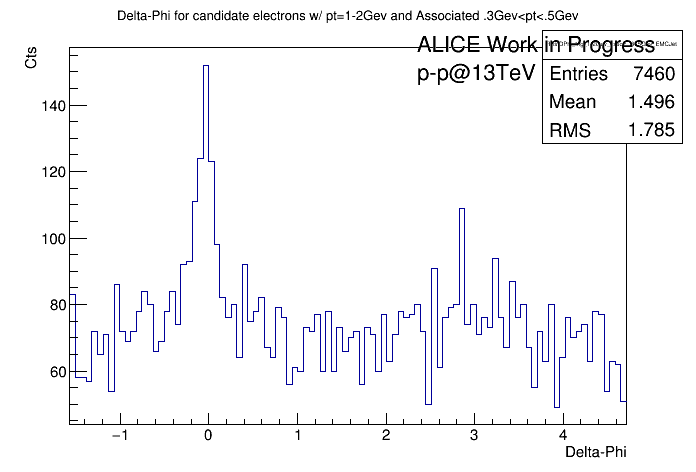 Delta-Phi for candidate electrons w/ pt=1-2Gev and Associated .3Gev<pt<.5Gev
Cts
ALICE Work in Progress
p-p@13TeV
EMCJet
Entries 7460
Mean 1.496
RMS 1.785
140
120
100
80
60
−1 0 1 2 3 4
Delta-Phi